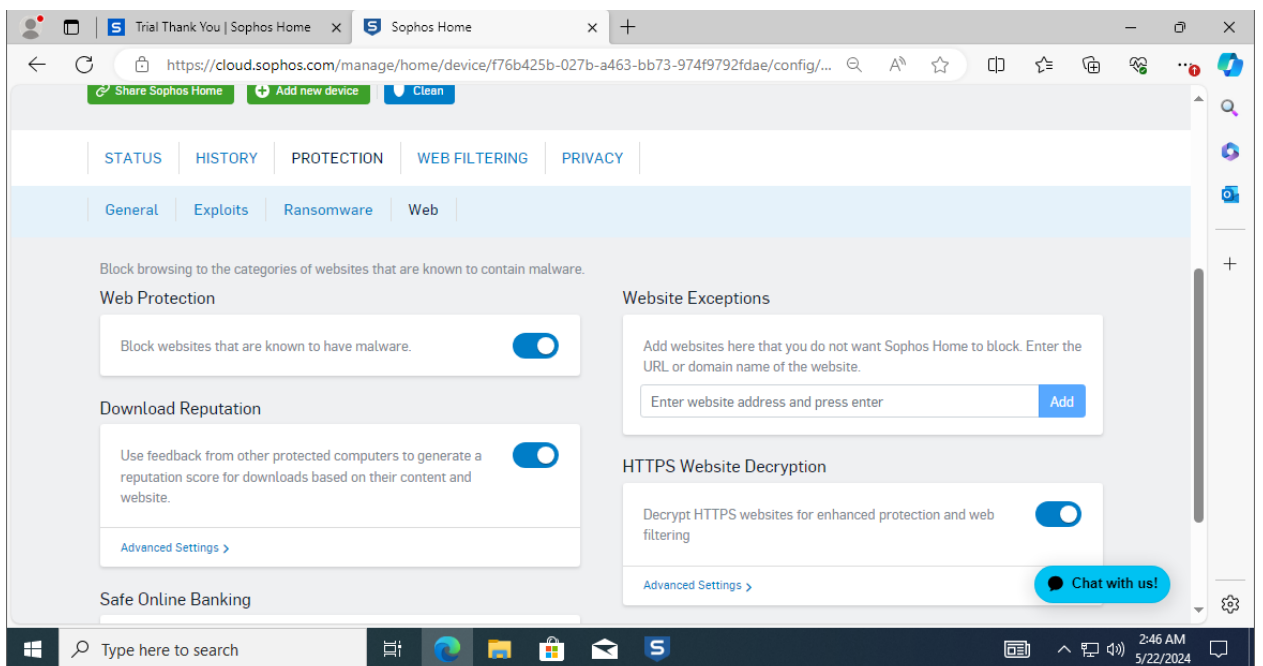 Trial Thank You | Sophos Home
Sophos Home
https://cloud.sophos.com/manage/home/device/f76b425b-027b-a463-bb73-974f9792fdae/config/...
Share Sophos Home
Add new device
Clean
STATUS
HISTORY
PROTECTION
WEB FILTERING
PRIVACY
General
Exploits
Ransomware
Web
Block browsing to the categories of websites that are known to contain malware.
Web Protection
Block websites that are known to have malware.
Download Reputation
Use feedback from other protected computers to generate a
reputation score for downloads based on their content and
website.
Advanced Settings >
Safe Online Banking
Website Exceptions
Add websites here that you do not want Sophos Home to block. Enter the
URL or domain name of the website.
Enter website address and press enter
Add
HTTPS Website Decryption
Decrypt HTTPS websites for enhanced protection and web
filtering
Advanced Settings >
Chat with us!
Type here to search
2:46 AM
5/22/2024